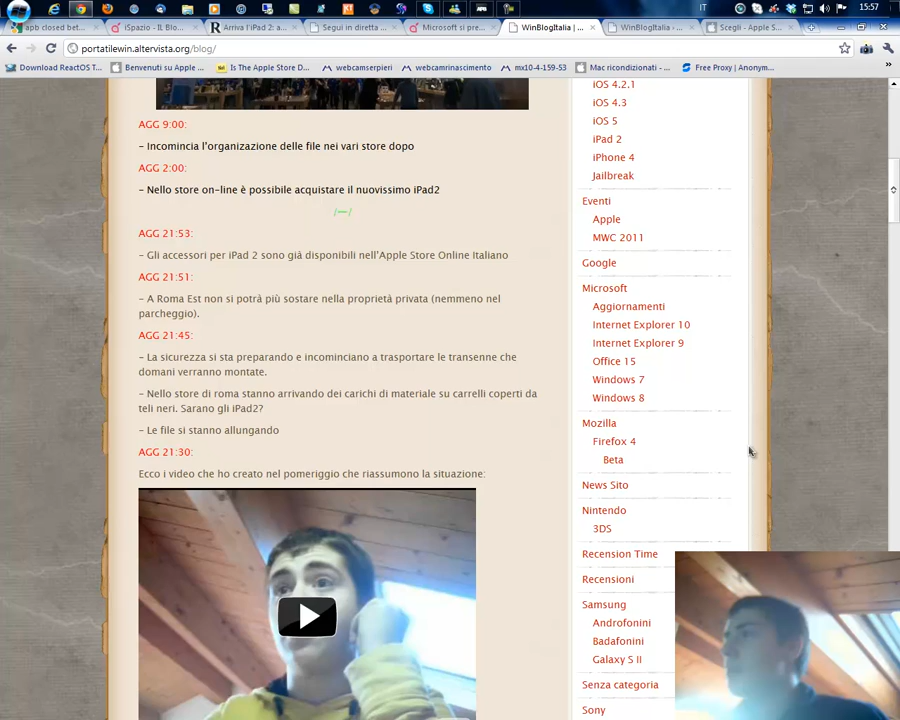 IT
15:57
app closed bet...
iSpazio - IL Blo...
Arriva l'iPad 2: a...
Segui in diretta ...
Microsoft si pre...
WinBlogItalia | ...
WinBlogItalia - ...
Scegli - Apple S...
portatilewin.altervista.org/blog/
Download ReactOS T...
Benvenuti su Apple ...
Is The Apple Store D...
webcamserpieri
webcamrinascimento
mx10-4-159-53
Mac ricondizionati - ...
Free Proxy | Anonym...
»
AGG 9:00:
- Incomincia l'organizzazione delle file nei vari store dopo
AGG 2:00:
- Nello store on-line è possibile acquistare il nuovissimo iPad2
/—/
AGG 21:53:
- Gli accessori per iPad 2 sono già disponibili nell'Apple Store Online Italiano
AGG 21:51:
- A Roma Est non si potrà più sostare nella proprietà privata (nemmeno nel
parcheggio).
AGG 21:45:
- La sicurezza si sta preparando e incominciano a trasportare le transenne che
domani verranno montate.
- Nello store di roma stanno arrivando dei carichi di materiale su carrelli coperti da
teli neri. Sarano gli iPad2?
- Le file si stanno allungando
AGG 21:30:
Ecco i video che ho creato nel pomeriggio che riassumono la situazione:
iOS 4.2.1
iOS 4.3
iOS 5
iPad 2
iPhone 4
Jailbreak
Eventi
Apple
MWC 2011
Google
Microsoft
Aggiornamenti
Internet Explorer 10
Internet Explorer 9
Office 15
Windows 7
Windows 8
Mozilla
Firefox 4
Beta
News Sito
Nintendo
3DS
Recension Time
Recensioni
Samsung
Androfonini
Badafonini
Galaxy S II
Senza categoria
Sony